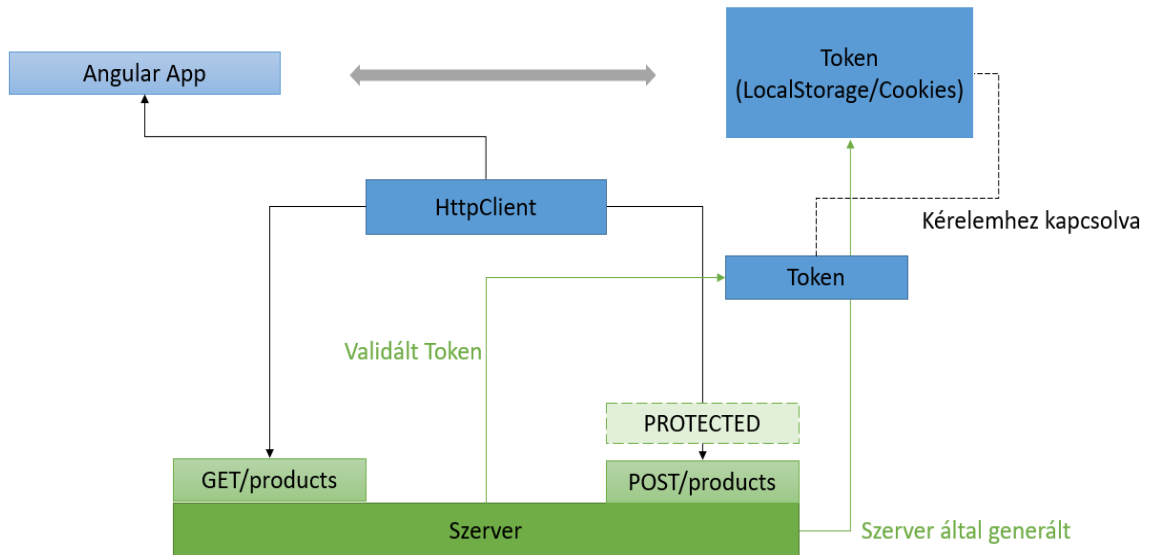 Angular App
Token
(LocalStorage/Cookies)
HttpClient
Kérelemhez kapcsolva
Token
Validált Token
PROTECTED
GET/products
POST/products
Szerver
Szerver által generált